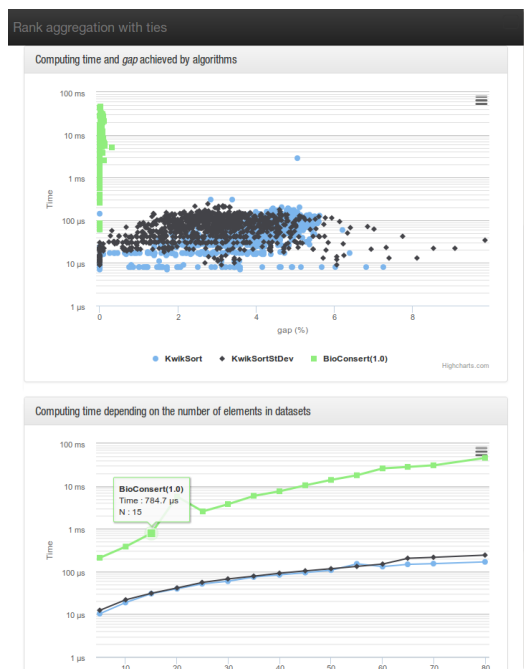 Rank aggregation with ties
Computing time and gap achieved by algorithms
100 ms
10 ms
1 ms
100 µs
10 µs
1 µs
Time
0 2 4 6 8
gap (%)
KwikSort KwikSortStDev BioConsert(1.0)
Highcharts.com
Computing time depending on the number of elements in datasets
100 ms
10 ms
1 ms
100 µs
10 µs
1 µs
Time
BioConsert(1.0)
Time : 784.7 µs
N : 15
10 20 30 40 50 60 70 80